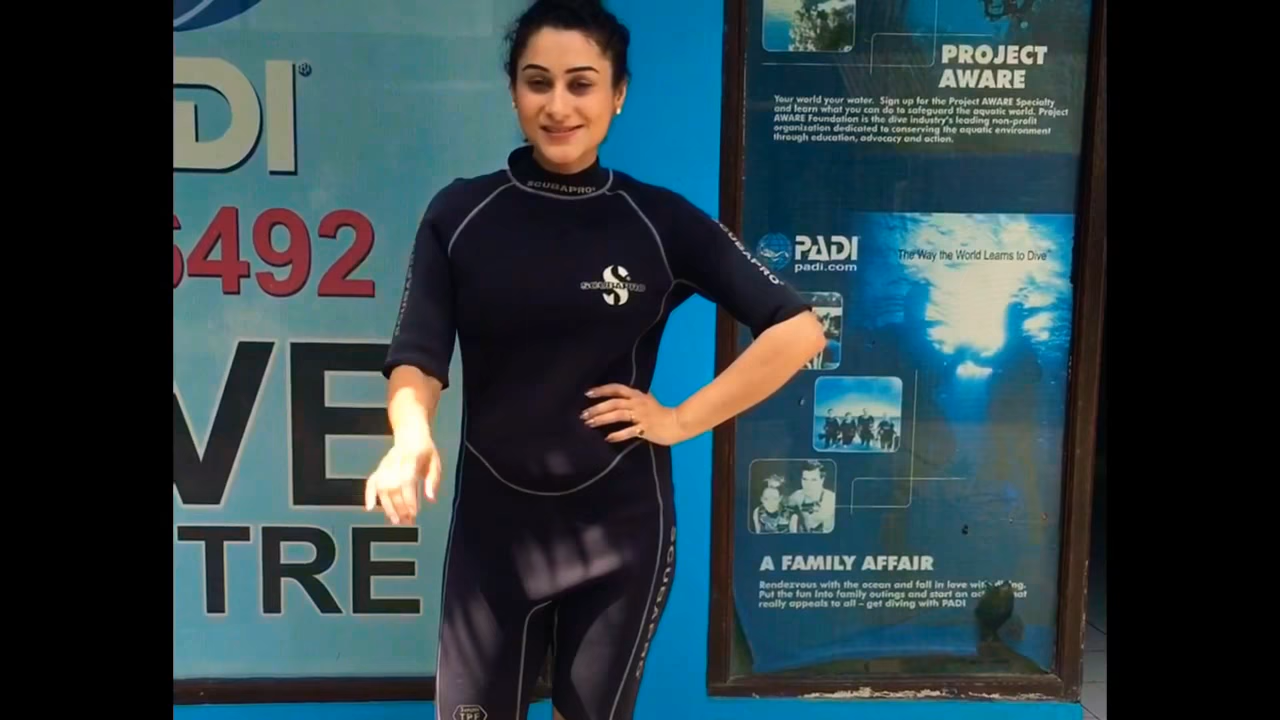 DI®
6492
VE
TRE
SCUBAPRO
SCUBAPRO
SCUBAPRO
SCUBAPRO
SCUBAPRO
PROJECT
AWARE
Your world your water. Sign up for the Project AWARE Specialty
and learn what you can do to safeguard the aquatic world. Project
AWARE Foundation is the dive industry's leading non-profit
organization dedicated to conserving the aquatic environment
through education, advocacy and action.
PADI
padi.com
The Way the World Learns to Dive
A FAMILY AFFAIR
Rendezvous with the ocean and fall in love with
Put the fun into family outings and start an
really appeals to all – get diving with PADI